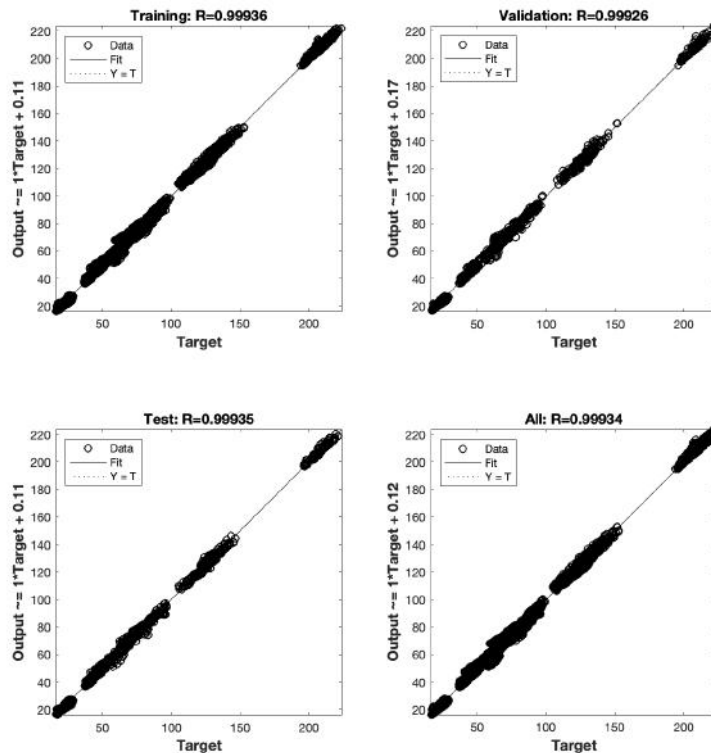 Training: R=0.99936
Output ~= 1*Target + 0.11
220
200
180
160
140
120
100
80
60
40
20
Data
Fit
Y = T
50 100 150 200
Target
Validation: R=0.99926
Output ~= 1*Target + 0.17
220
200
180
160
140
120
100
80
60
40
20
Data
Fit
Y = T
50 100 150 200
Target
Test: R=0.99935
Output ~= 1*Target + 0.11
220
200
180
160
140
120
100
80
60
40
20
Data
Fit
Y = T
50 100 150 200
Target
All: R=0.99934
Output ~= 1*Target + 0.12
220
200
180
160
140
120
100
80
60
40
20
Data
Fit
Y = T
50 100 150 200
Target